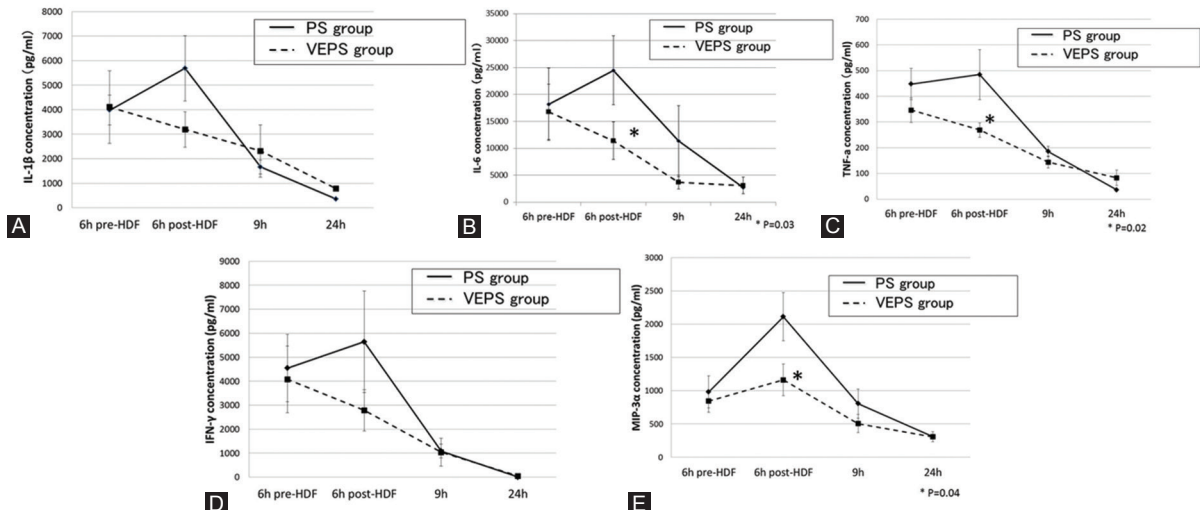 8000
7000
6000
5000
4000
3000
2000
1000
0
IL-1β concentration (pg/ml)
PS group
VEPS group
6h pre-HDF 6h post-HDF 9h 24h
A
35000
30000
25000
20000
15000
10000
5000
0
IL-6 concentration (pg/ml)
PS group
VEPS group
*
6h pre-HDF 6h post-HDF 9h 24h
* P=0.03
B
700
600
500
400
300
200
100
0
TNF-a concentration (pg/ml)
PS group
VEPS group
*
6h pre-HDF 6h post-HDF 9h 24h
* P=0.02
C
9000
8000
7000
6000
5000
4000
3000
2000
1000
0
IFN-γ concentration (pg/ml)
PS group
VEPS group
6h pre-HDF 6h post-HDF 9h 24h
D
3000
2500
2000
1500
1000
500
0
MIP-3α concentration (pg/ml)
PS group
VEPS group
*
6h pre-HDF 6h post-HDF 9h 24h
* P=0.04
E